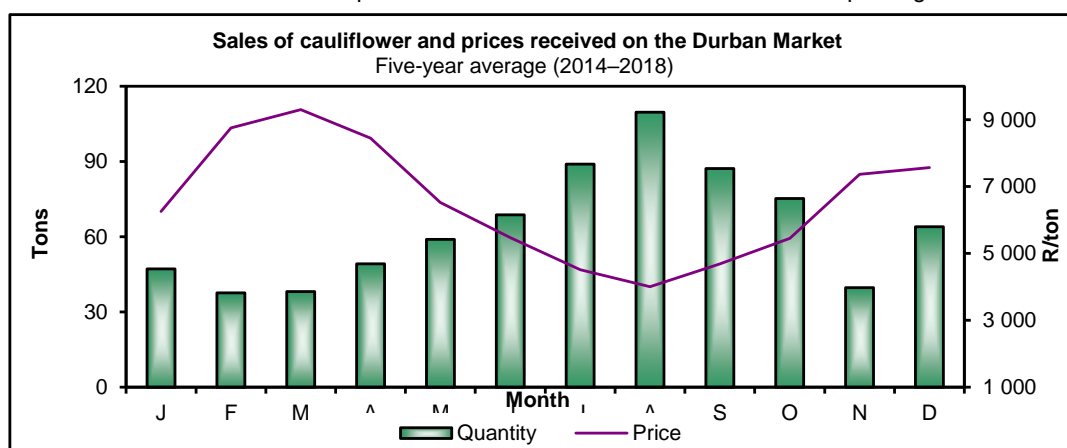 Sales of cauliflower and prices received on the Durban Market
Five-year average (2014–2018)
120
90
60
30
0
Tons
9 000
7 000
5 000
3 000
1 000
R/ton
J F M A M J J A S O N D
Month
Quantity Price